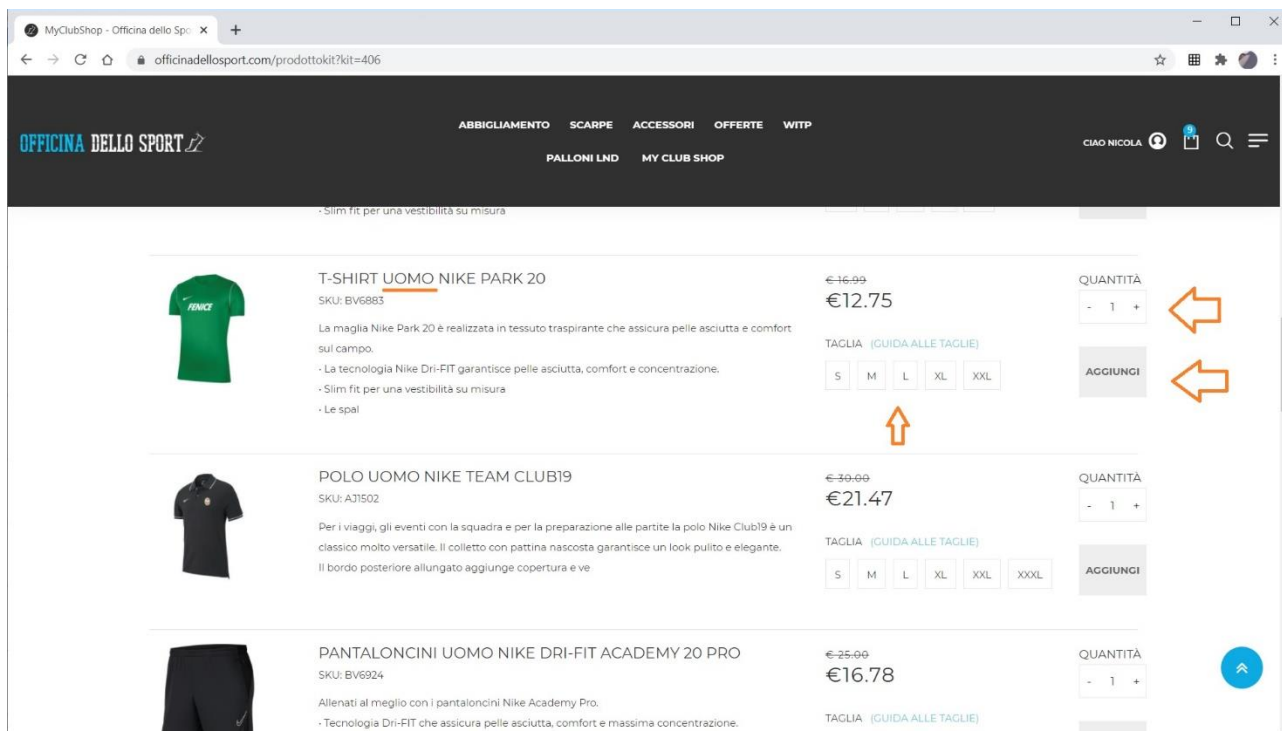 MyClubShop - Officina dello Spo
officinadellosport.com/prodottokit?kit=406
OFFICINA DELLO SPORT
ABBIGLIAMENTO SCARPE ACCESSORI OFFERTE WITP
PALLONI LND MY CLUB SHOP
CIAO NICOLA
9
• Slim fit per una vestibilità su misura
FENICE
T-SHIRT UOMO NIKE PARK 20
SKU: BV6883
La maglia Nike Park 20 è realizzata in tessuto traspirante che assicura pelle asciutta e comfort
sul campo.
• La tecnologia Nike Dri-FIT garantisce pelle asciutta, comfort e concentrazione.
• Slim fit per una vestibilità su misura
• Le spal
€ 16.99
€12.75
TAGLIA (GUIDA ALLE TAGLIE)
S M L XL XXL
QUANTITÀ
- 1 +
AGGIUNGI
POLO UOMO NIKE TEAM CLUB19
SKU: AJ1502
Per i viaggi, gli eventi con la squadra e per la preparazione alle partite la polo Nike Club19 è un
classico molto versatile. Il colletto con pattina nascosta garantisce un look pulito e elegante.
Il bordo posteriore allungato aggiunge copertura e ve
€ 30.00
€21.47
TAGLIA (GUIDA ALLE TAGLIE)
S M L XL XXL XXXL
QUANTITÀ
- 1 +
AGGIUNGI
PANTALONCINI UOMO NIKE DRI-FIT ACADEMY 20 PRO
SKU: BV6924
Allenati al meglio con i pantaloncini Nike Academy Pro.
• Tecnologia Dri-FIT che assicura pelle asciutta, comfort e massima concentrazione.
€ 25.00
€16.78
TAGLIA (GUIDA ALLE TAGLIE)
QUANTITÀ
- 1 +